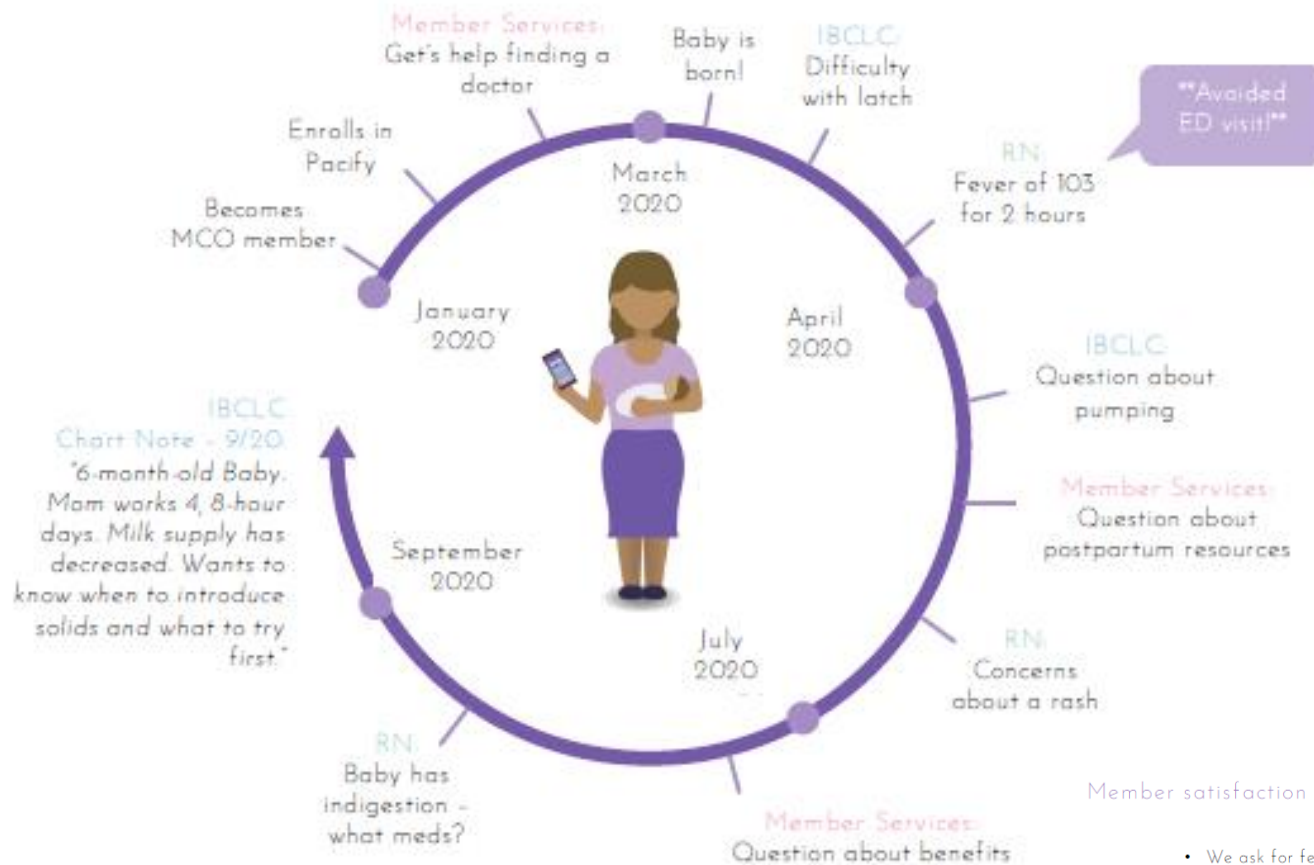 Member Services:
Get's help finding a
doctor
Baby is
born!
IBCLC:
Difficulty
with latch
**Avoided
ED visit!**
RN:
Fever of 103
for 2 hours
Enrolls in
Pacify
Becomes
MCO member
March
2020
January
2020
April
2020
IBCLC:
Question about
pumping
Member Services:
Question about
postpartum resources
RN:
Concerns
about a rash
July
2020
September
2020
IBCLC
Chart Note - 9/20:
"6-month-old Baby.
Mom works 4, 8-hour
days. Milk supply has
decreased. Wants to
know when to introduce
solids and what to try
first."
RN:
Baby has
indigestion -
what meds?
Member Services:
Question about benefits
Member satisfaction
• We ask for fe